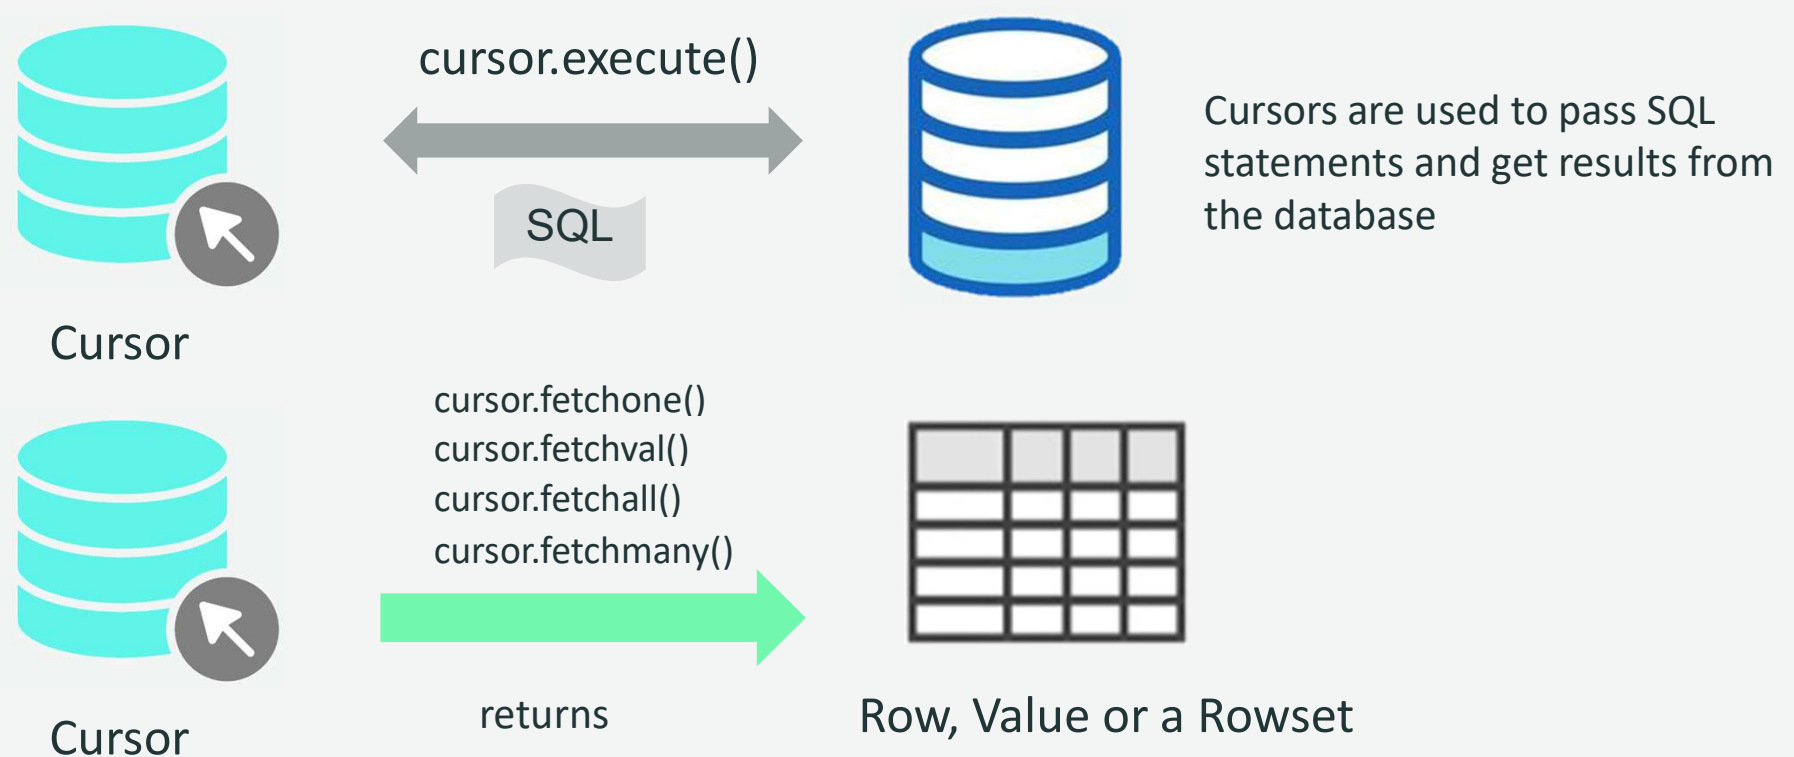 cursor.execute()
SQL
Cursors are used to pass SQL
statements and get results from
the database
Cursor
cursor.fetchone()
cursor.fetchval()
cursor.fetchall()
cursor.fetchmany()
returns
Cursor
Row, Value or a Rowset